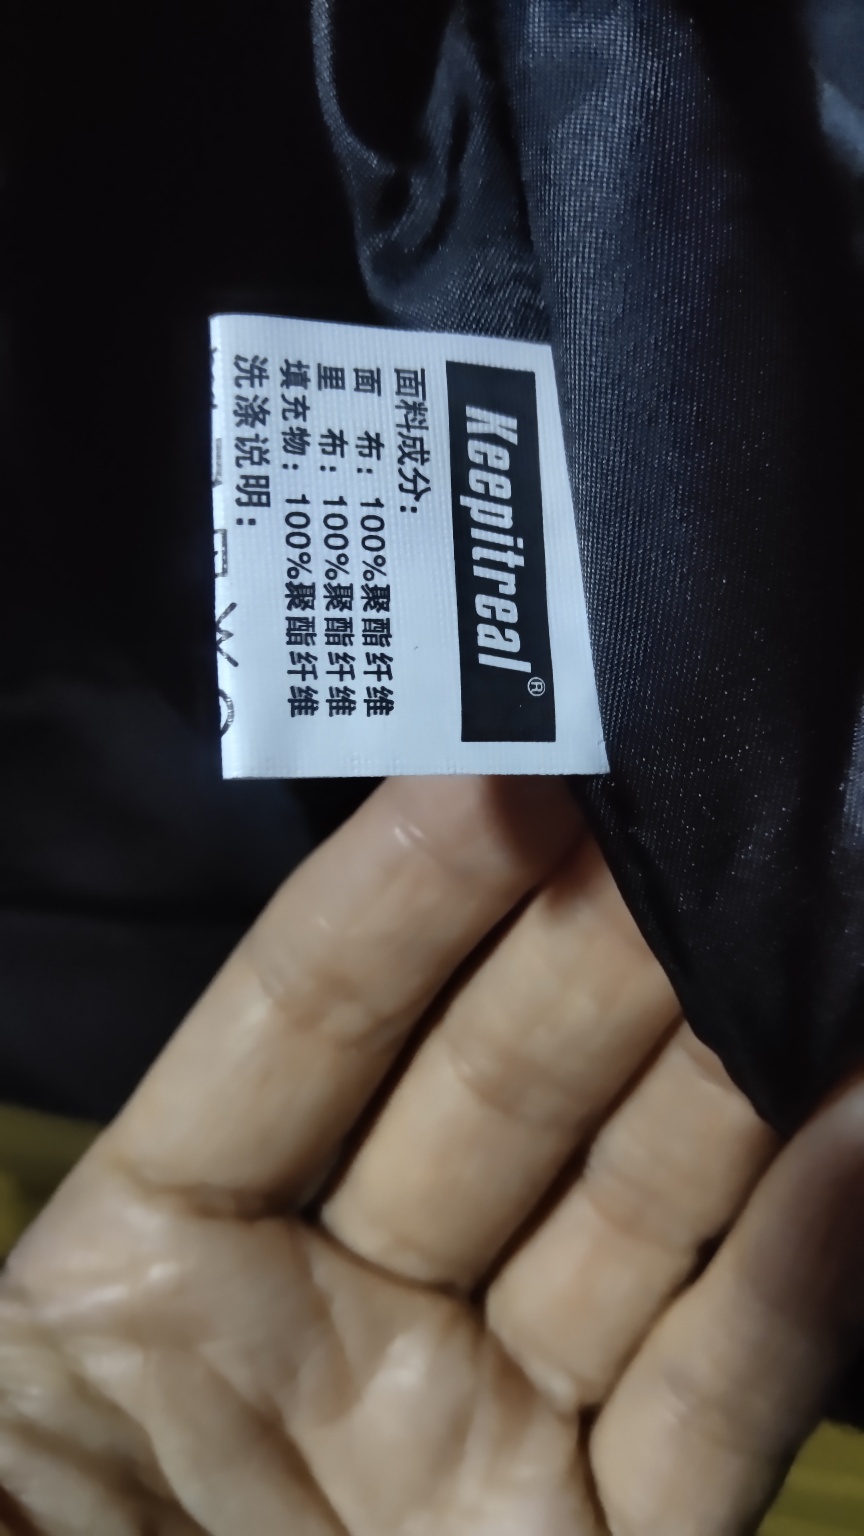 Keepitreal®
面料成分：
面 布：100%聚酯纤维
里 布：100%聚酯纤维
填充物：100%聚酯纤维
洗涤说明：